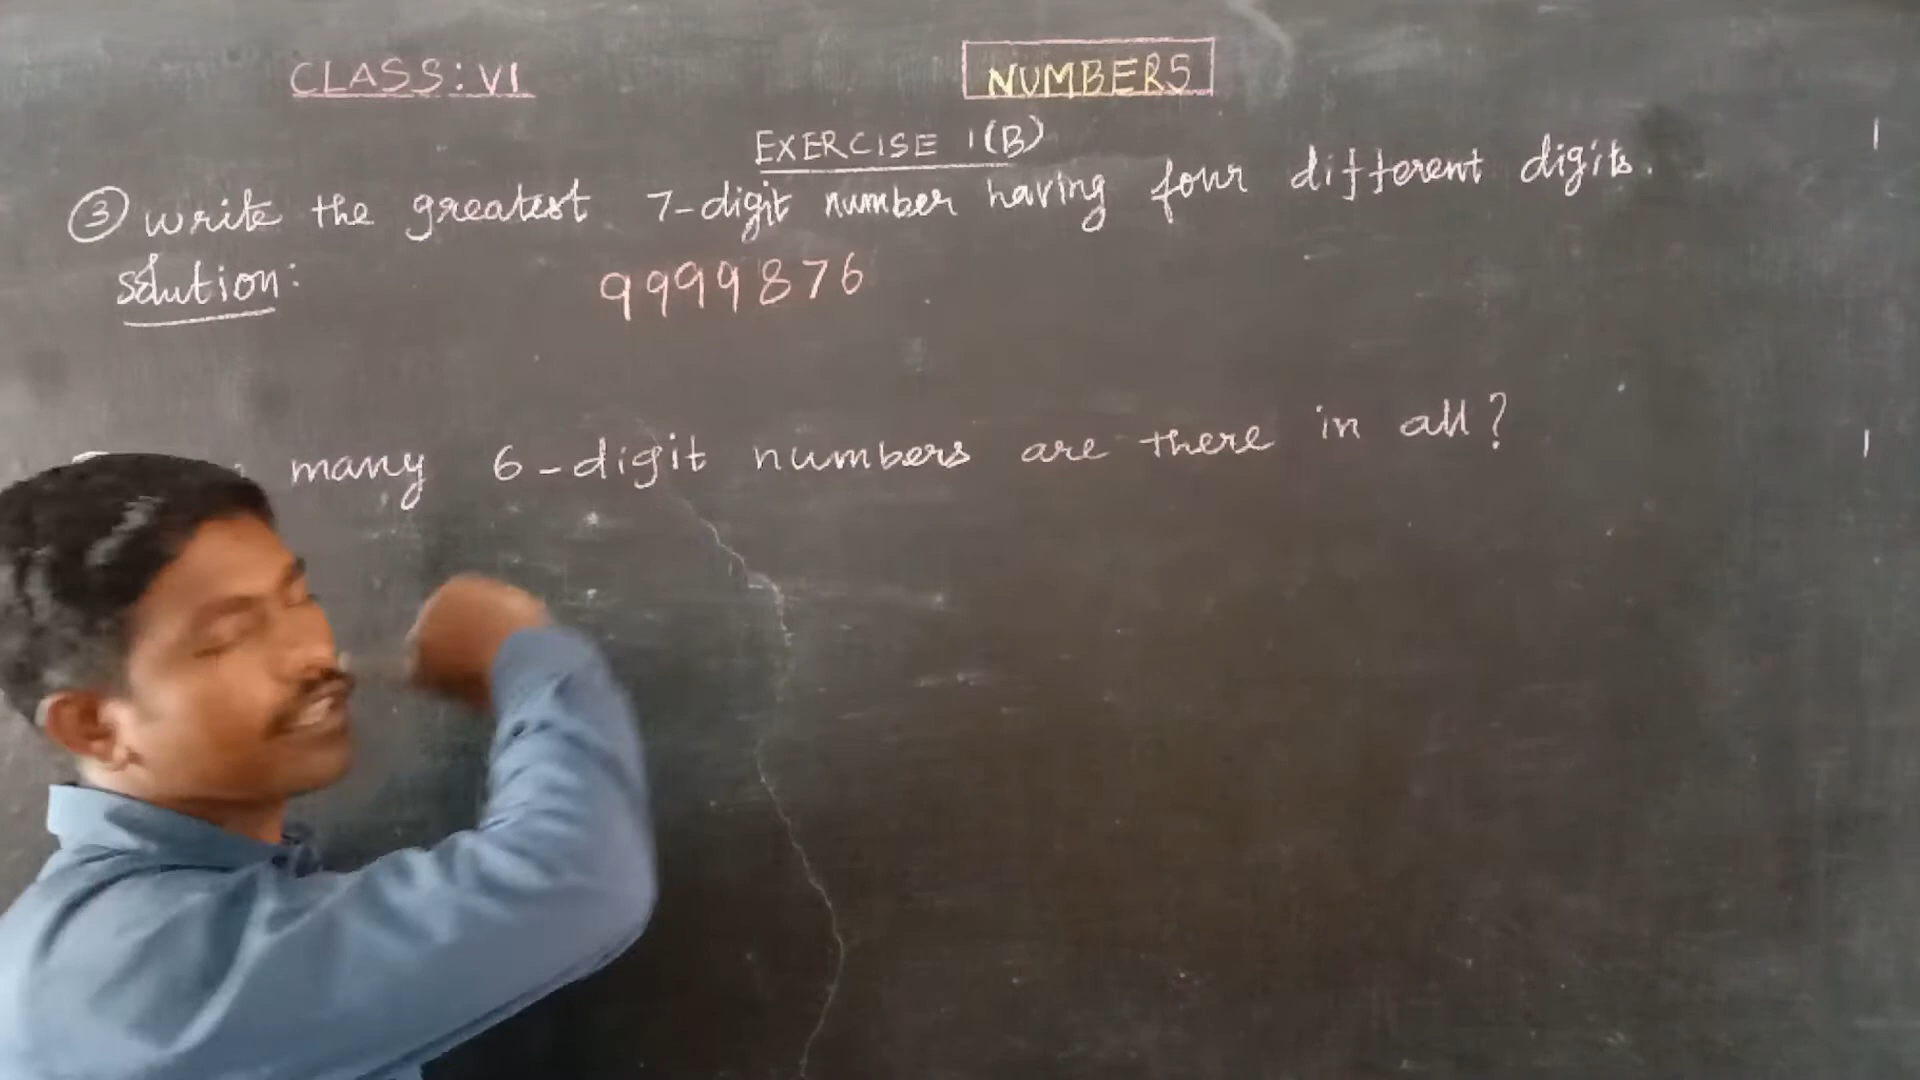 CLASS: VI
NUMBERS
EXERCISE 1(B)
③ write the greatest 7-digit number having four different digits.
solution:
9999876
many 6-digit numbers are there in all?